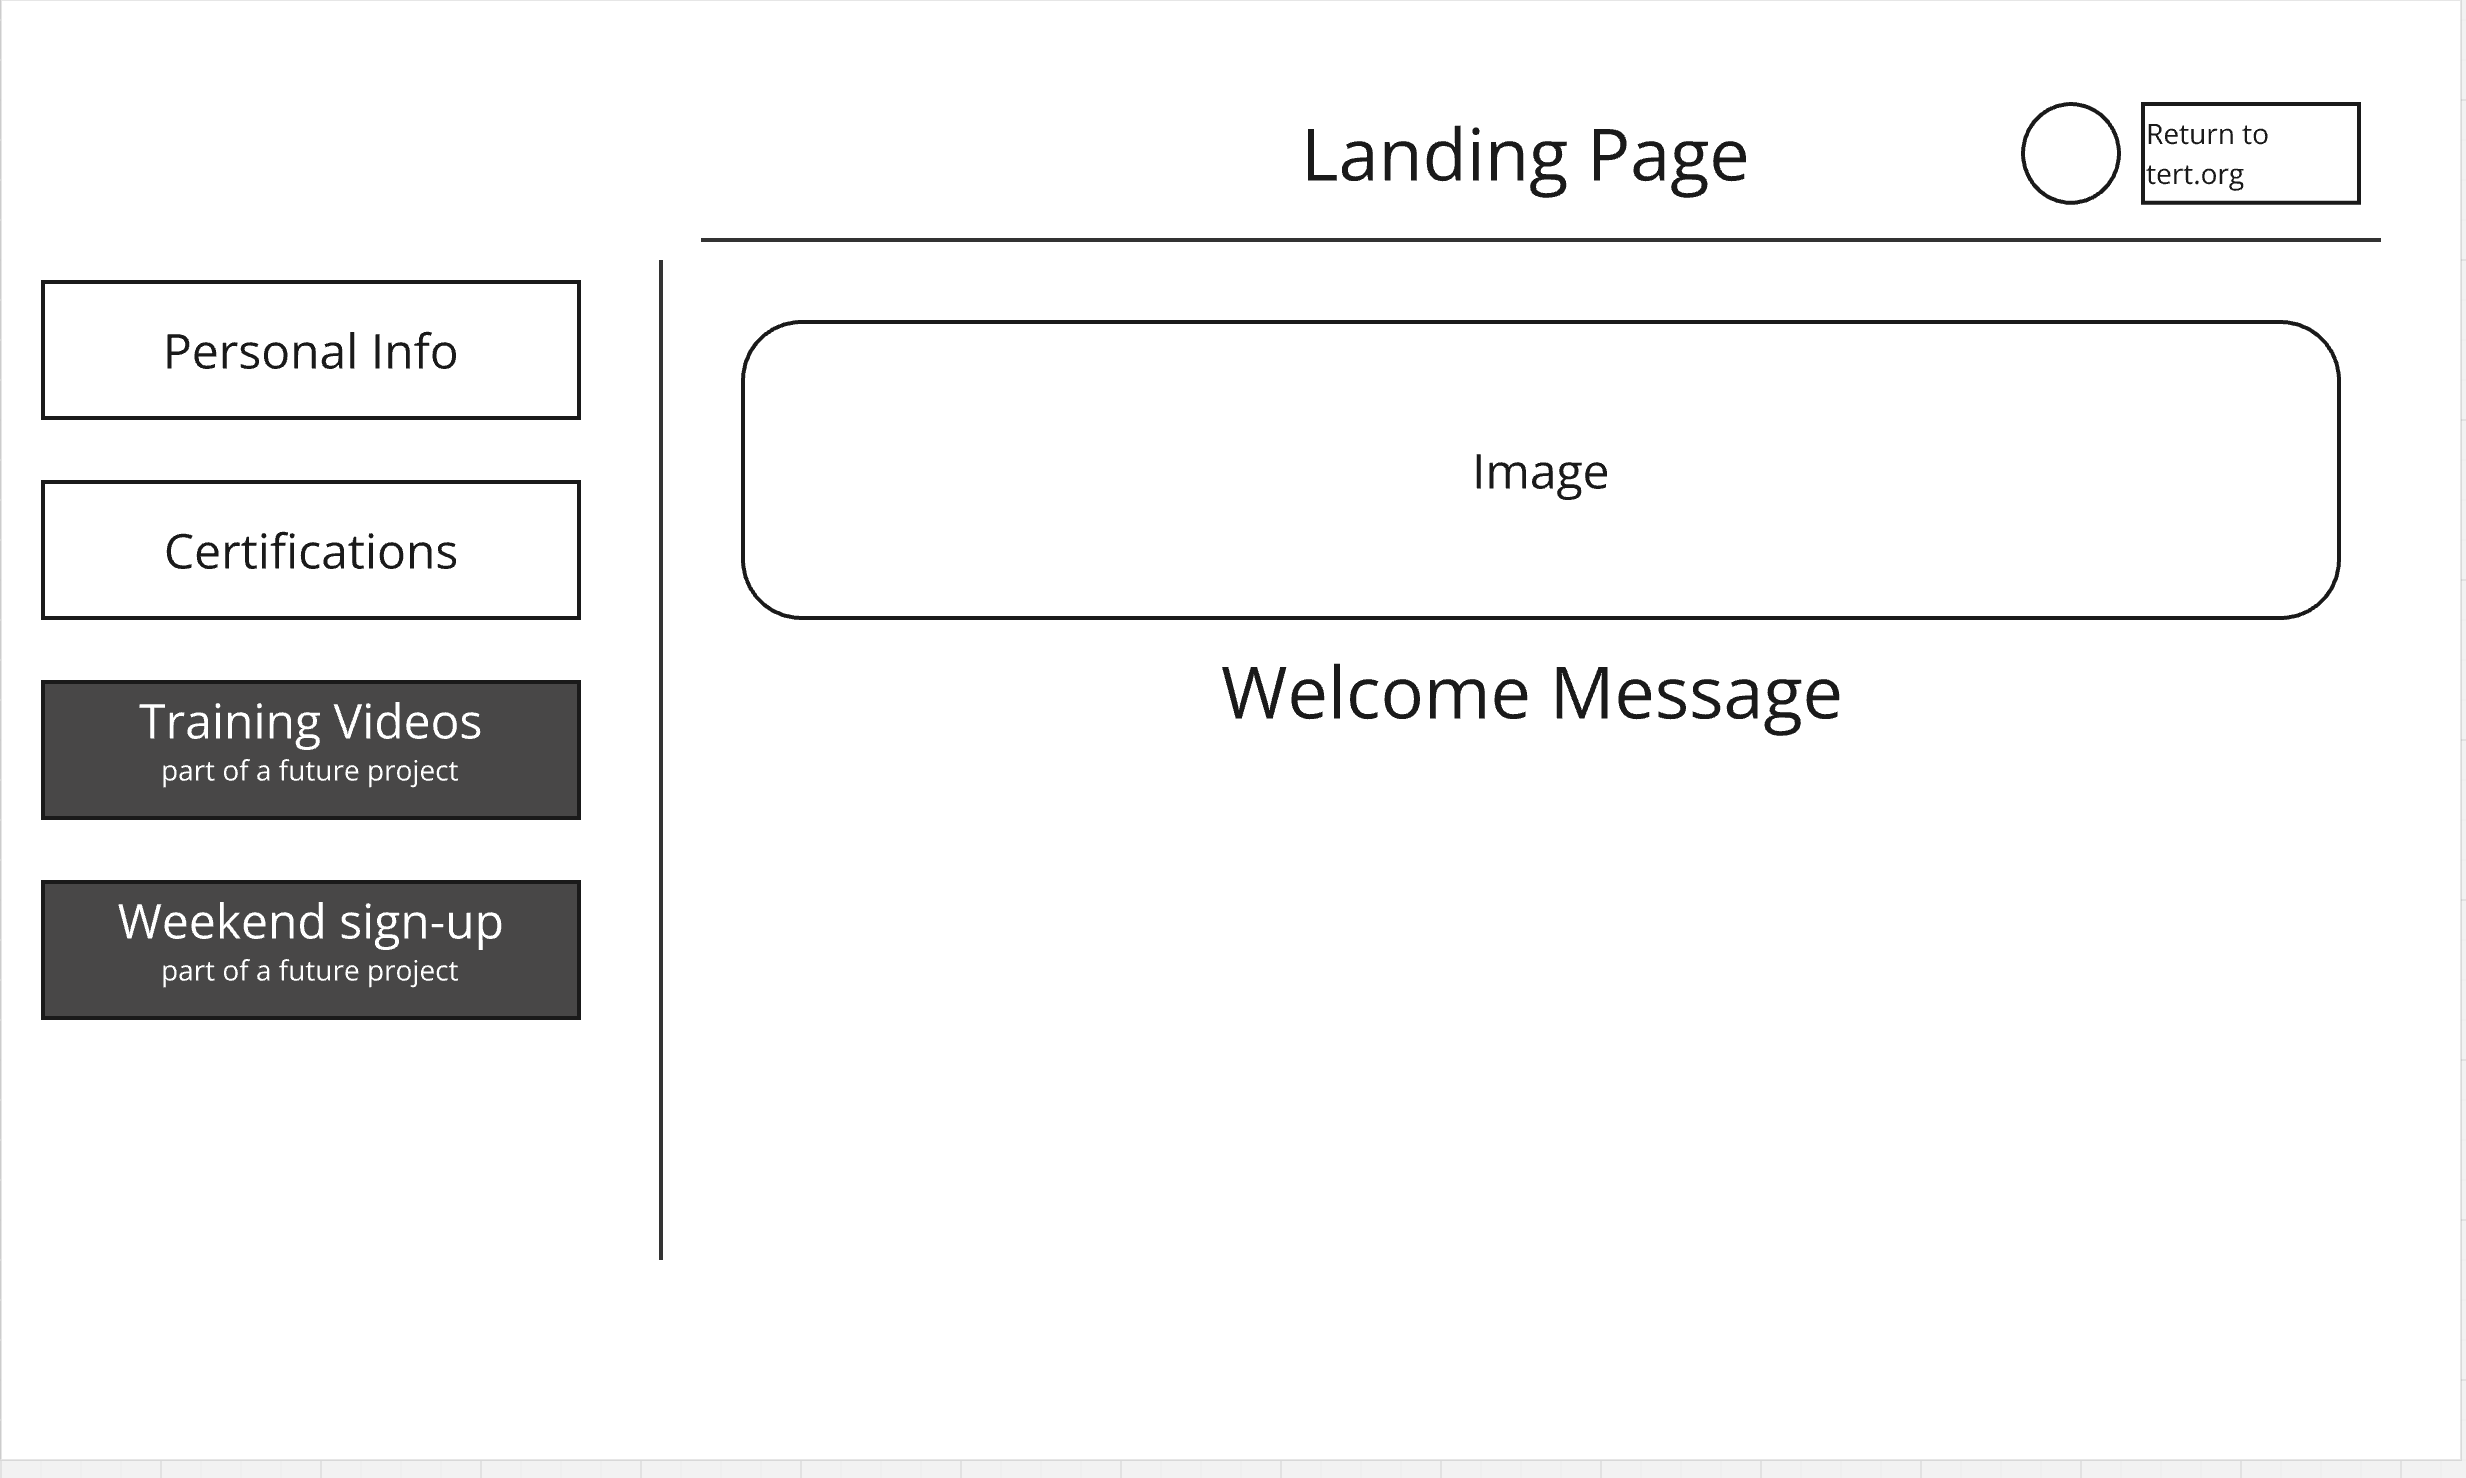 Landing Page
Return to
tert.org
Personal Info
Certifications
Training Videos
part of a future project
Weekend sign-up
part of a future project
Image
Welcome Message